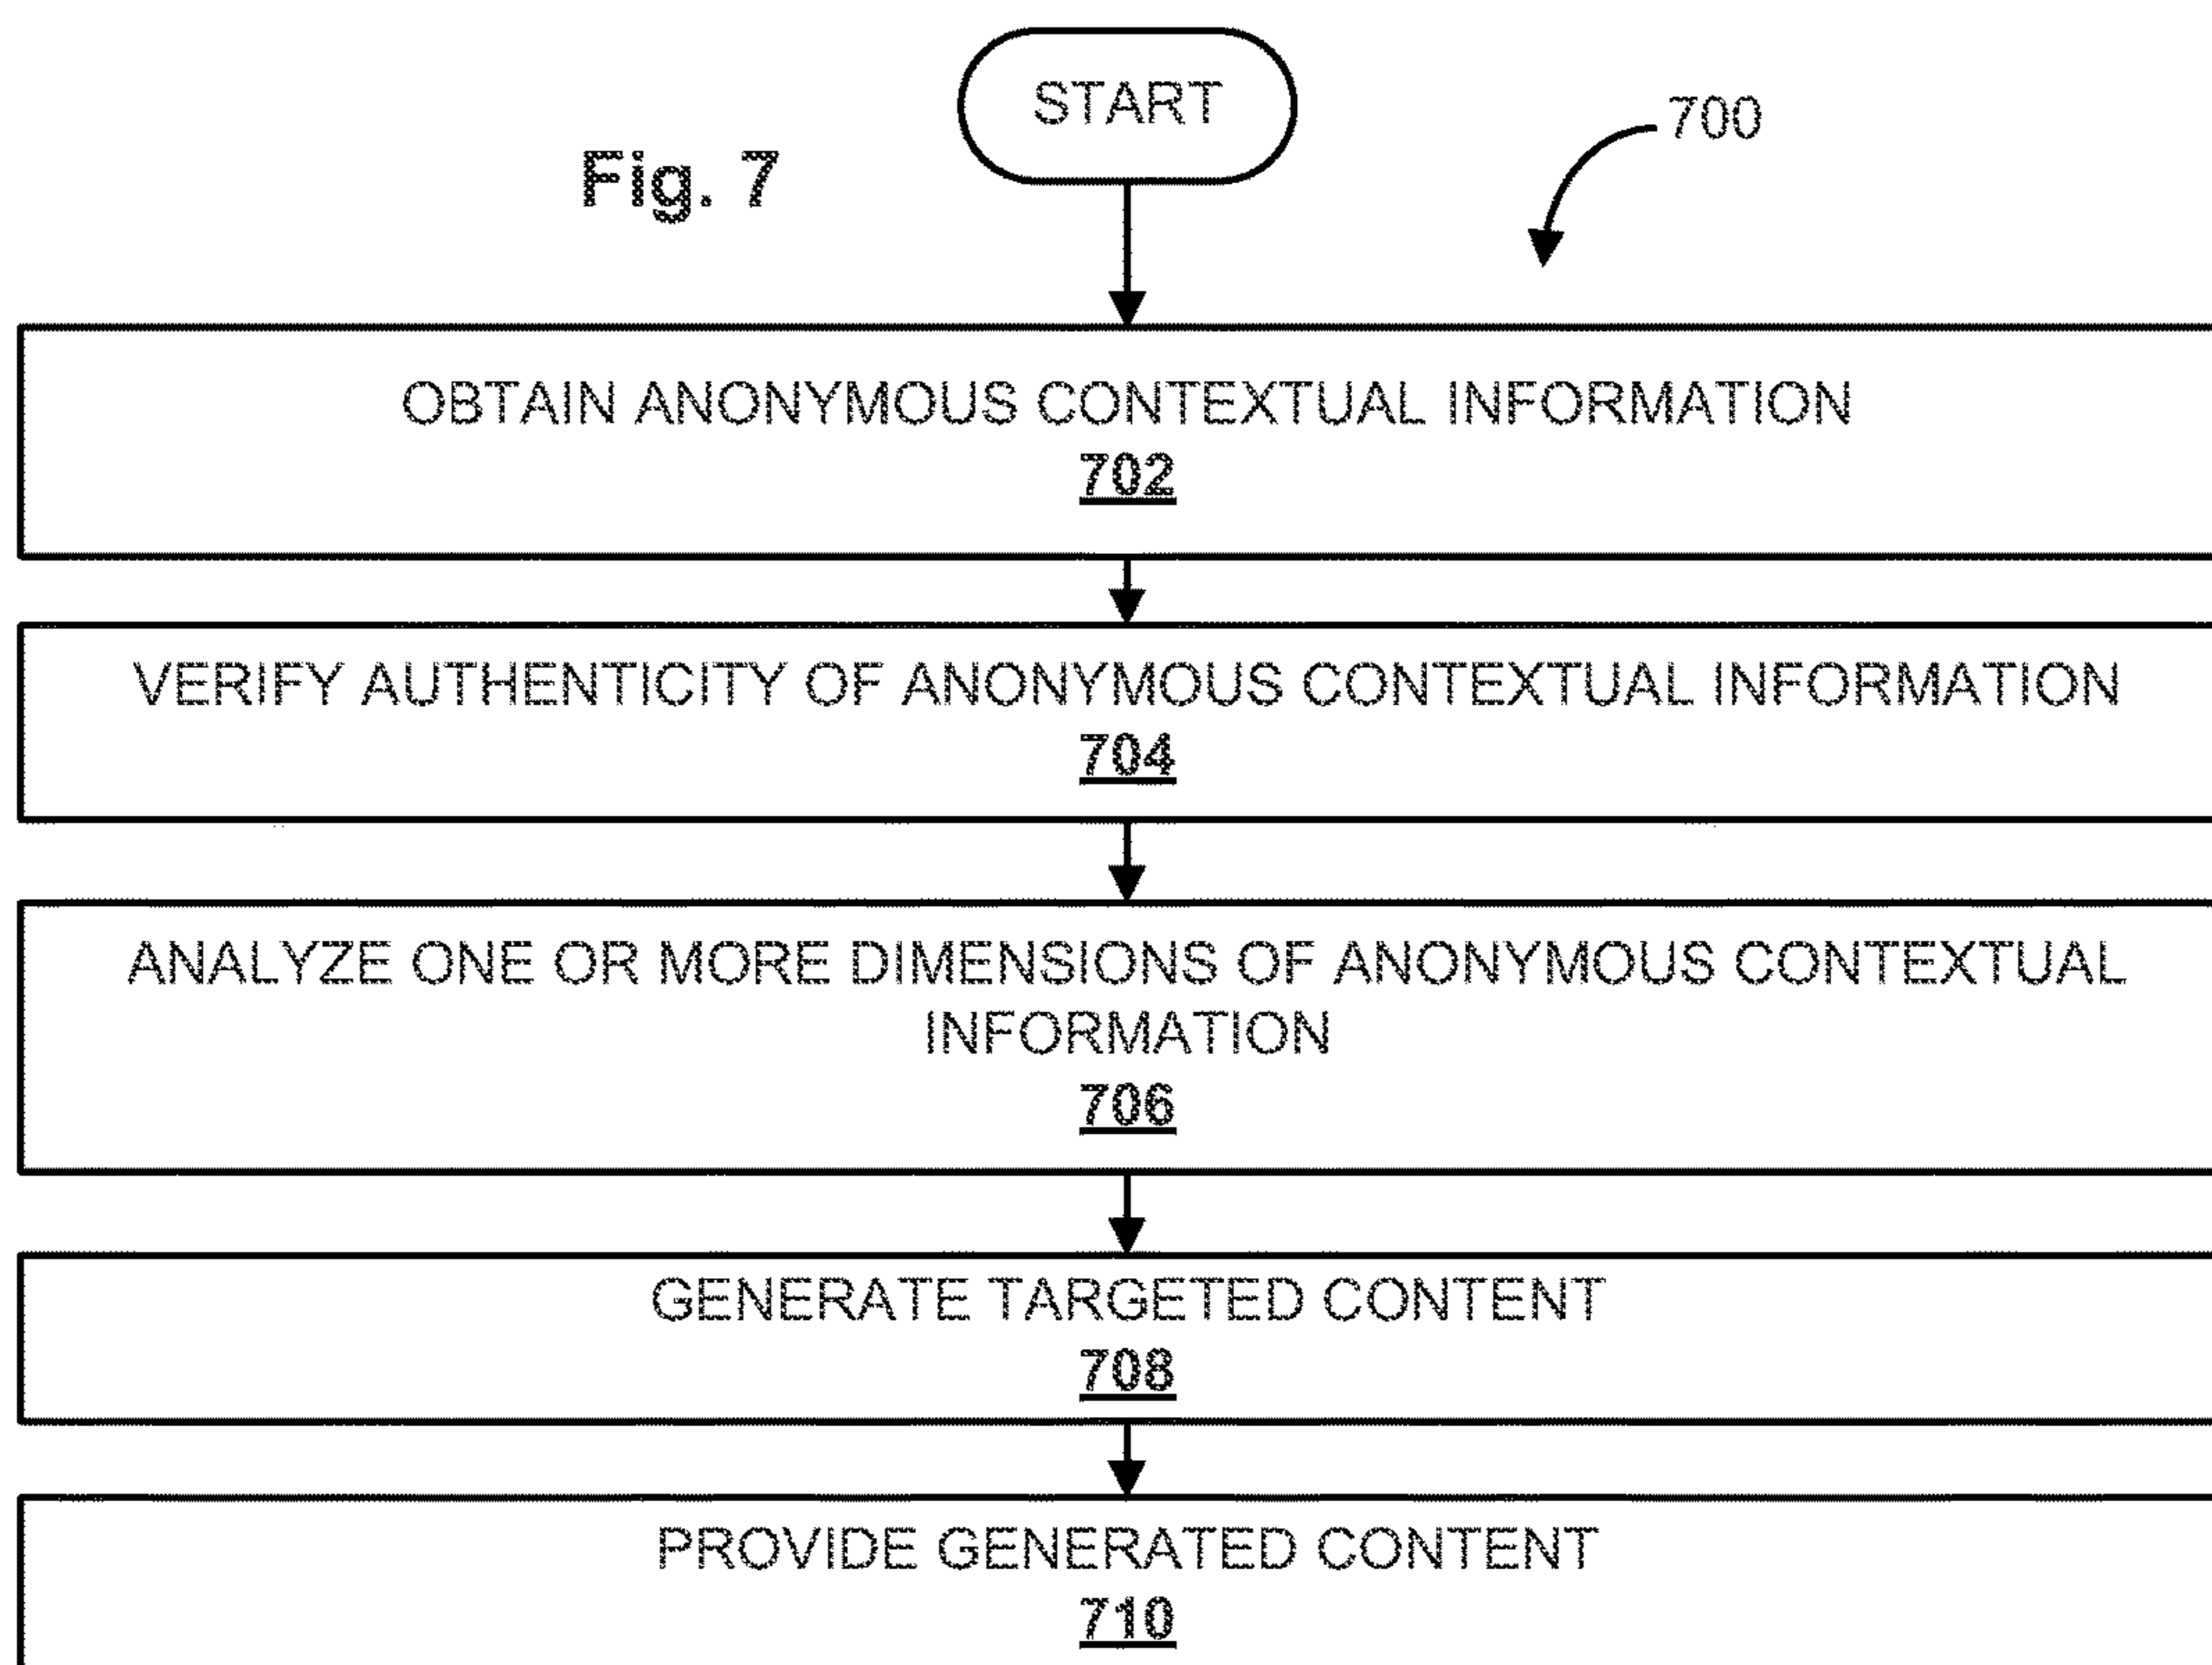 START
700
Fig. 7
OBTAIN ANONYMOUS CONTEXTUAL INFORMATION
702
VERIFY AUTHENTICITY OF ANONYMOUS CONTEXTUAL INFORMATION
704
ANALYZE ONE OR MORE DIMENSIONS OF ANONYMOUS CONTEXTUAL
INFORMATION
706
GENERATE TARGETED CONTENT
708
PROVIDE GENERATED CONTENT
710